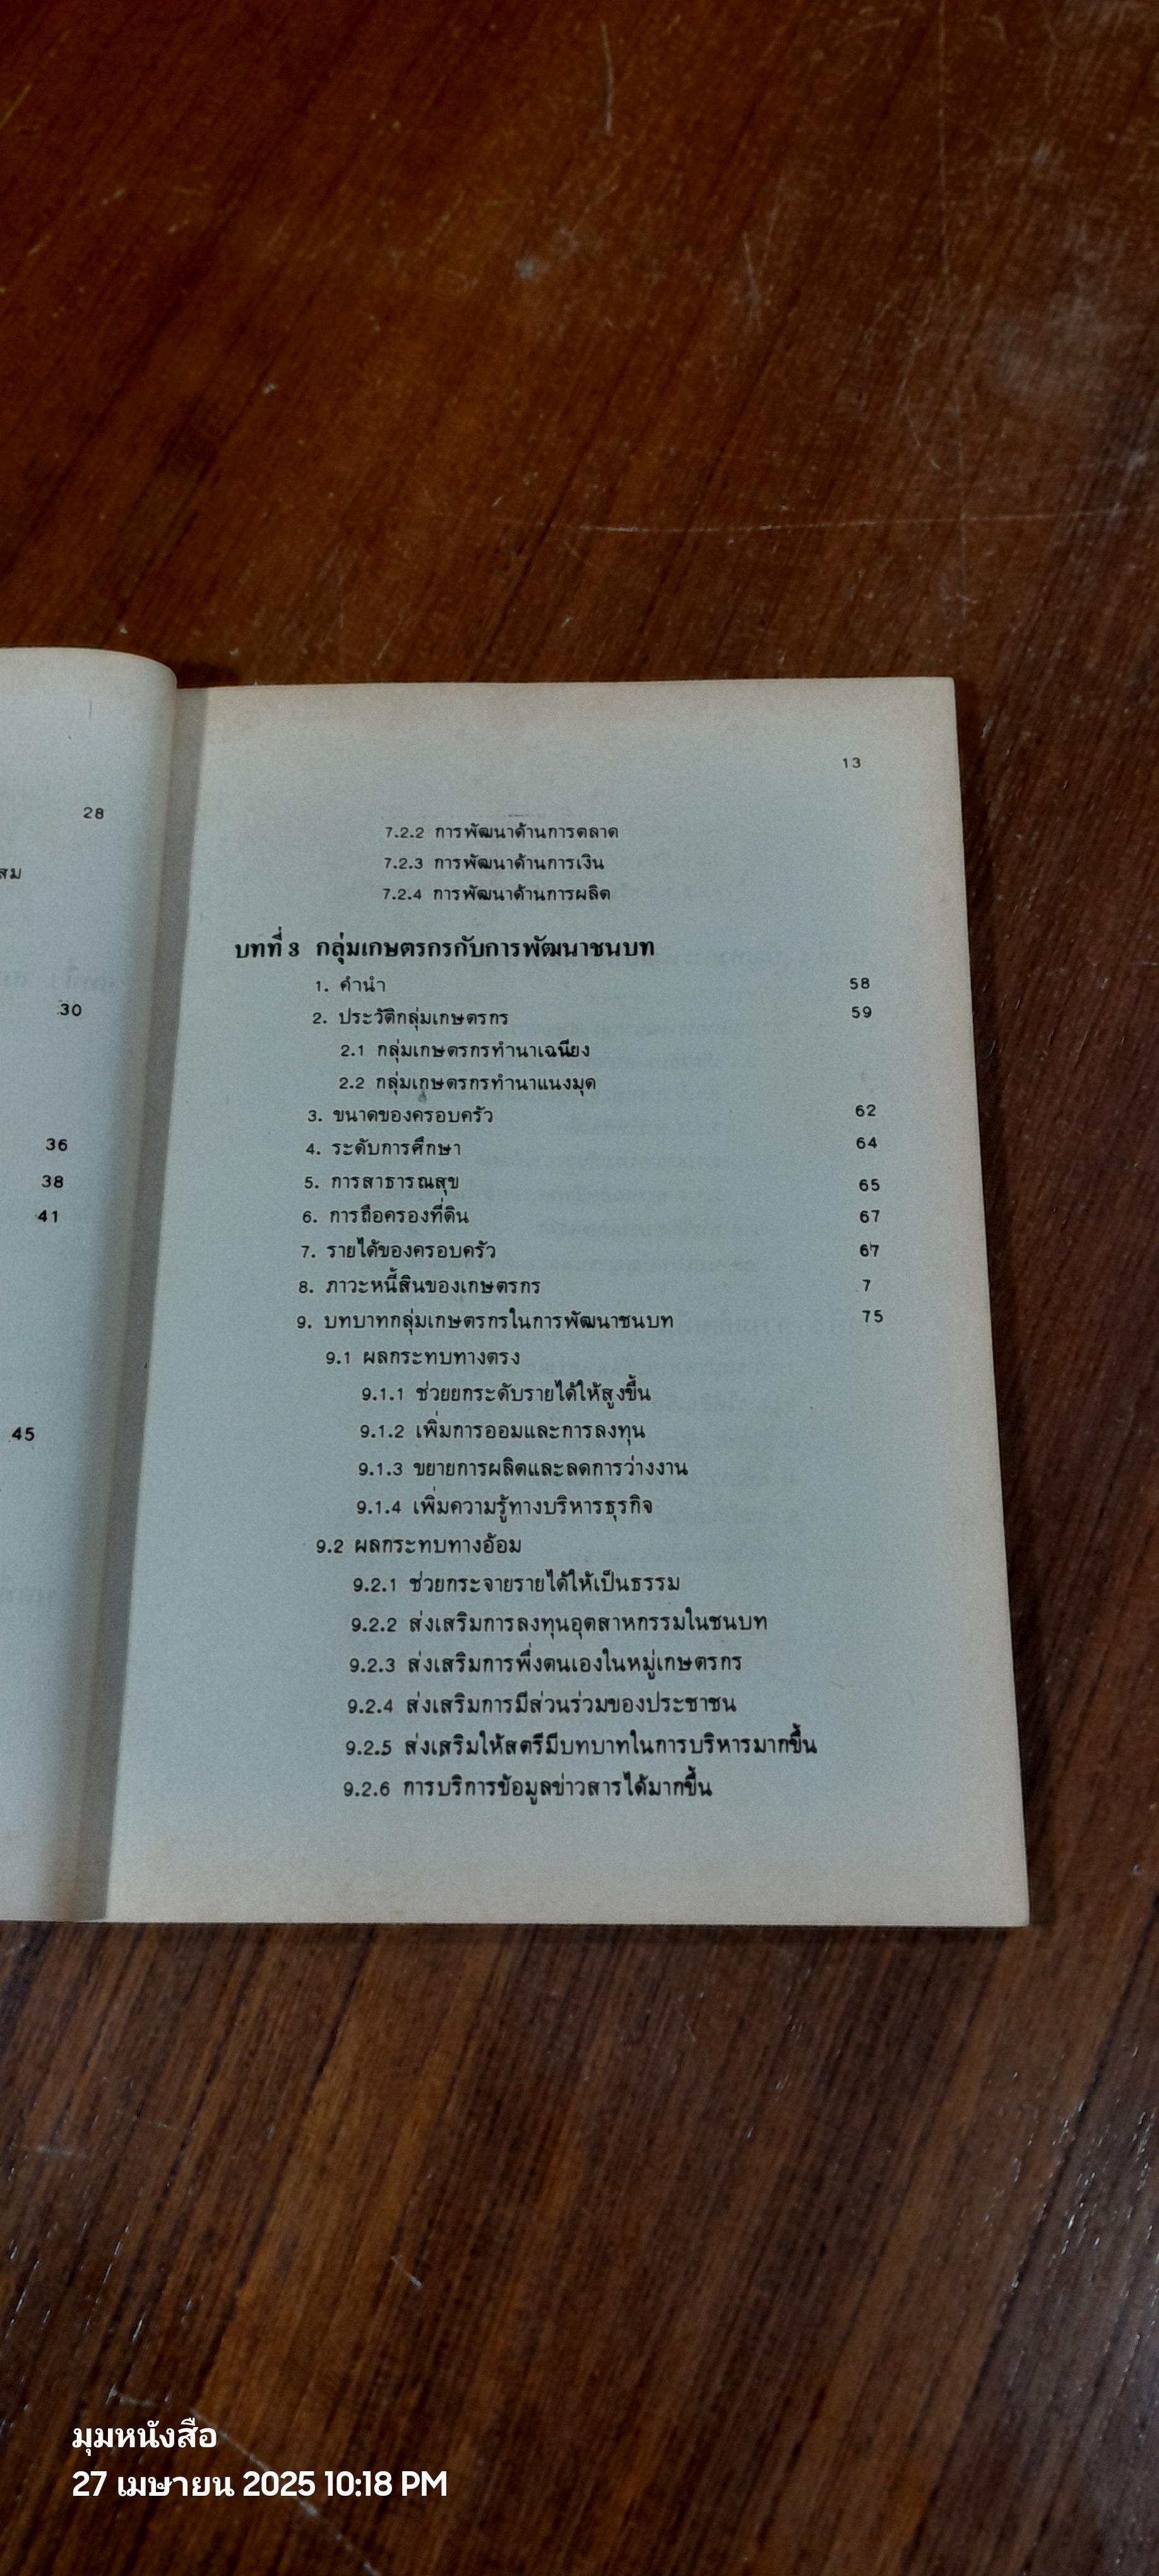 28
สม
30
36
38
41
45
13
7.2.2 การพัฒนาด้านการตลาด
7.2.3 การพัฒนาด้านการเงิน
7.2.4 การพัฒนาด้านการผลิต
บทที่ 3 กลุ่มเกษตรกรกับการพัฒนาชนบท
1. คำนำ 58
2. ประวัติกลุ่มเกษตรกร 59
2.1 กลุ่มเกษตรกรทำนาเฉนียง
2.2 กลุ่มเกษตรกรทำนาแนงมุด
3. ขนาดของครอบครัว 62
4. ระดับการศึกษา 64
5. การสาธารณสุข 65
6. การถือครองที่ดิน 67
7. รายได้ของครอบครัว 67
8. ภาวะหนี้สินของเกษตรกร 7
9. บทบาทกลุ่มเกษตรกรในการพัฒนาชนบท 75
9.1 ผลกระทบทางตรง
9.1.1 ช่วยยกระดับรายได้ให้สูงขึ้น
9.1.2 เพิ่มการออมและการลงทุน
9.1.3 ขยายการผลิตและลดการว่างงาน
9.1.4 เพิ่มความรู้ทางบริหารธุรกิจ
9.2 ผลกระทบทางอ้อม
9.2.1 ช่วยกระจายรายได้ให้เป็นธรรม
9.2.2 ส่งเสริมการลงทุนอุตสาหกรรมในชนบท
9.2.3 ส่งเสริมการพึ่งตนเองในหมู่เกษตรกร
9.2.4 ส่งเสริมการมีส่วนร่วมของประชาชน
9.2.5 ส่งเสริมให้สตรีมีบทบาทในการบริหารมากขึ้น
9.2.6 การบริการข้อมูลข่าวสารได้มากขึ้น
มุมหนังสือ
27 เมษายน 2025 10:18 PM